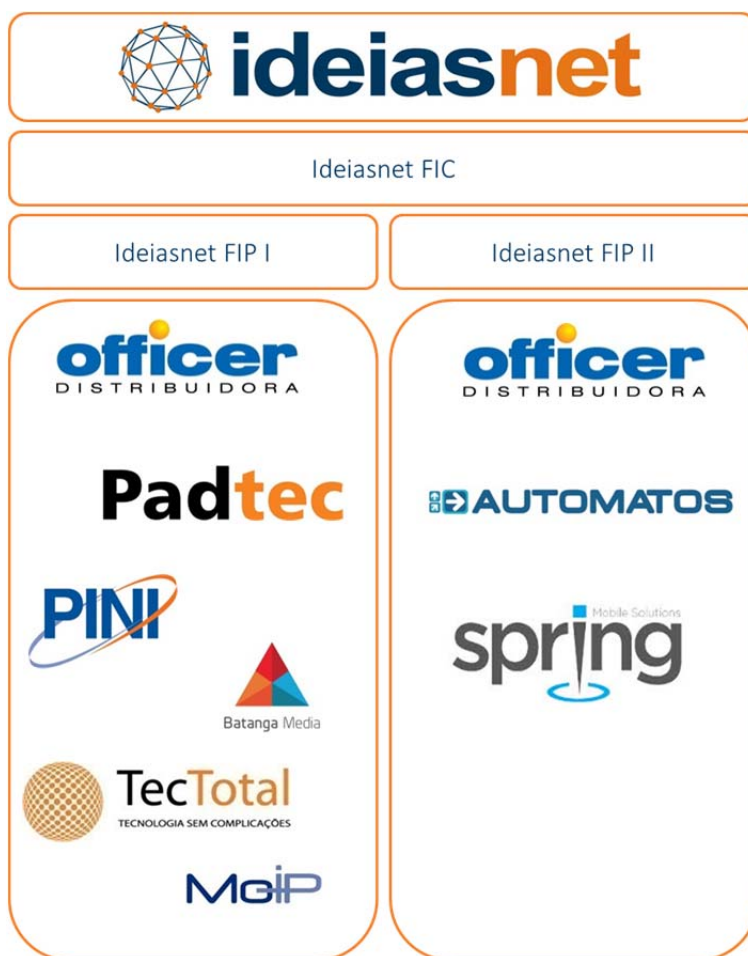 ideiasnet
Ideiasnet FIC
Ideiasnet FIP I
Ideiasnet FIP II
officer
DISTRIBUIDORA
Padtec
PINI
Batanga Media
TecTotal
TECNOLOGIA SEM COMPLICAÇÕES
MoiP
officer
DISTRIBUIDORA
AUTOMATOS
Mobile Solutions
spring